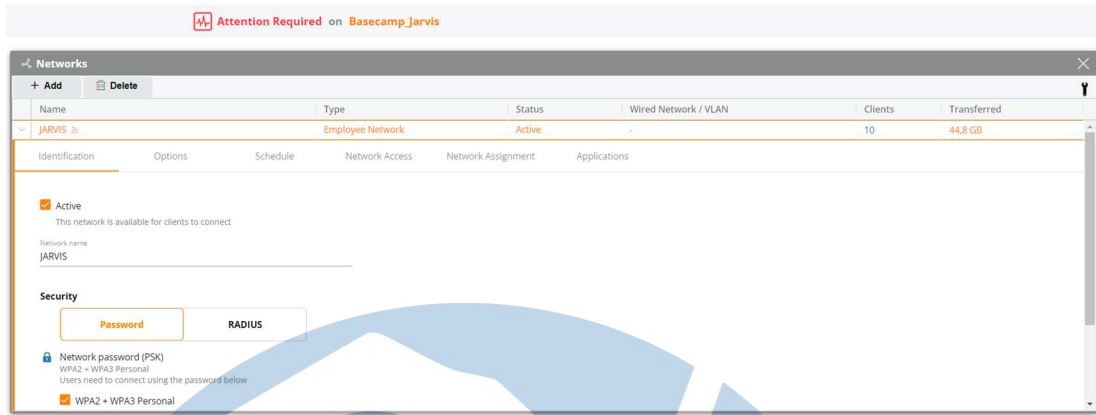 Attention Required on Basecamp_Jarvis
Networks
+ Add Delete
Name Type Status Wired Network / VLAN Clients Transferred
JARVIS Employee Network Active - 10 44,8 GB
Identification Options Schedule Network Access Network Assignment Applications
Active
This network is available for clients to connect
Network name
JARVIS
Security
Password RADIUS
Network password (PSK)
WPA2 + WPA3 Personal
Users need to connect using the password below
WPA2 + WPA3 Personal